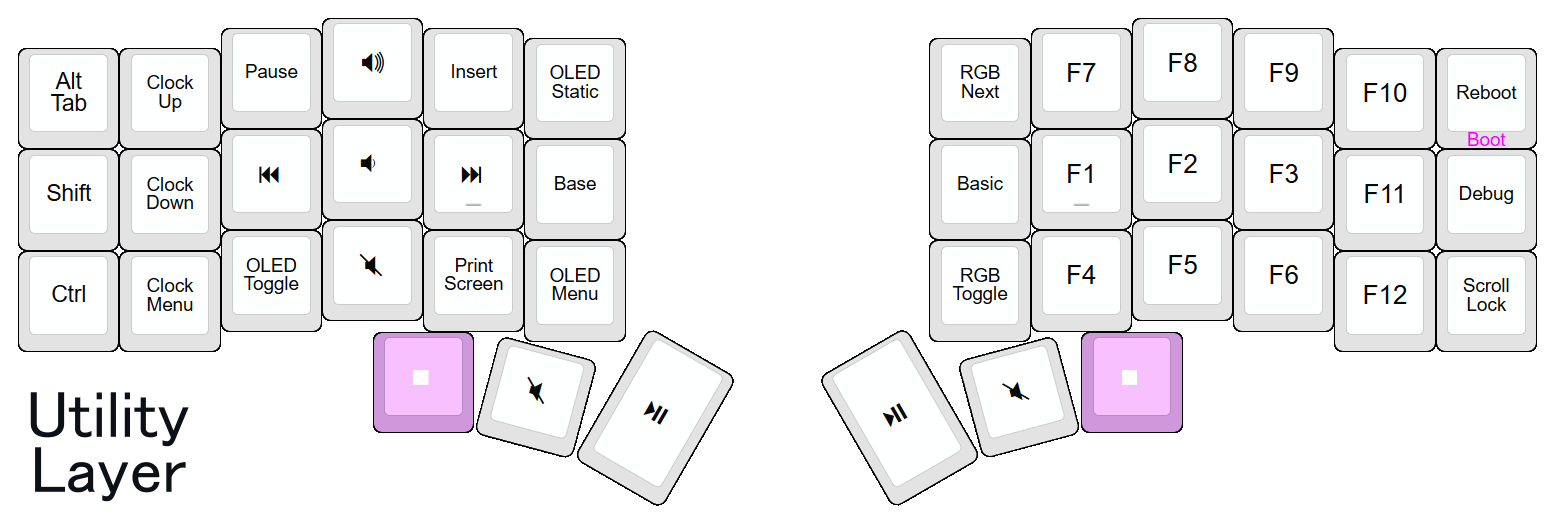 Alt
Tab
Clock
Up
Pause
Insert
OLED
Static
RGB
Next
F7
F8
F9
F10
Reboot
Boot
Shift
Clock
Down
Base
Basic
F1
F2
F3
F11
Debug
Ctrl
Clock
Menu
OLED
Toggle
Print
Screen
OLED
Menu
RGB
Toggle
F4
F5
F6
F12
Scroll
Lock
Utility
Layer